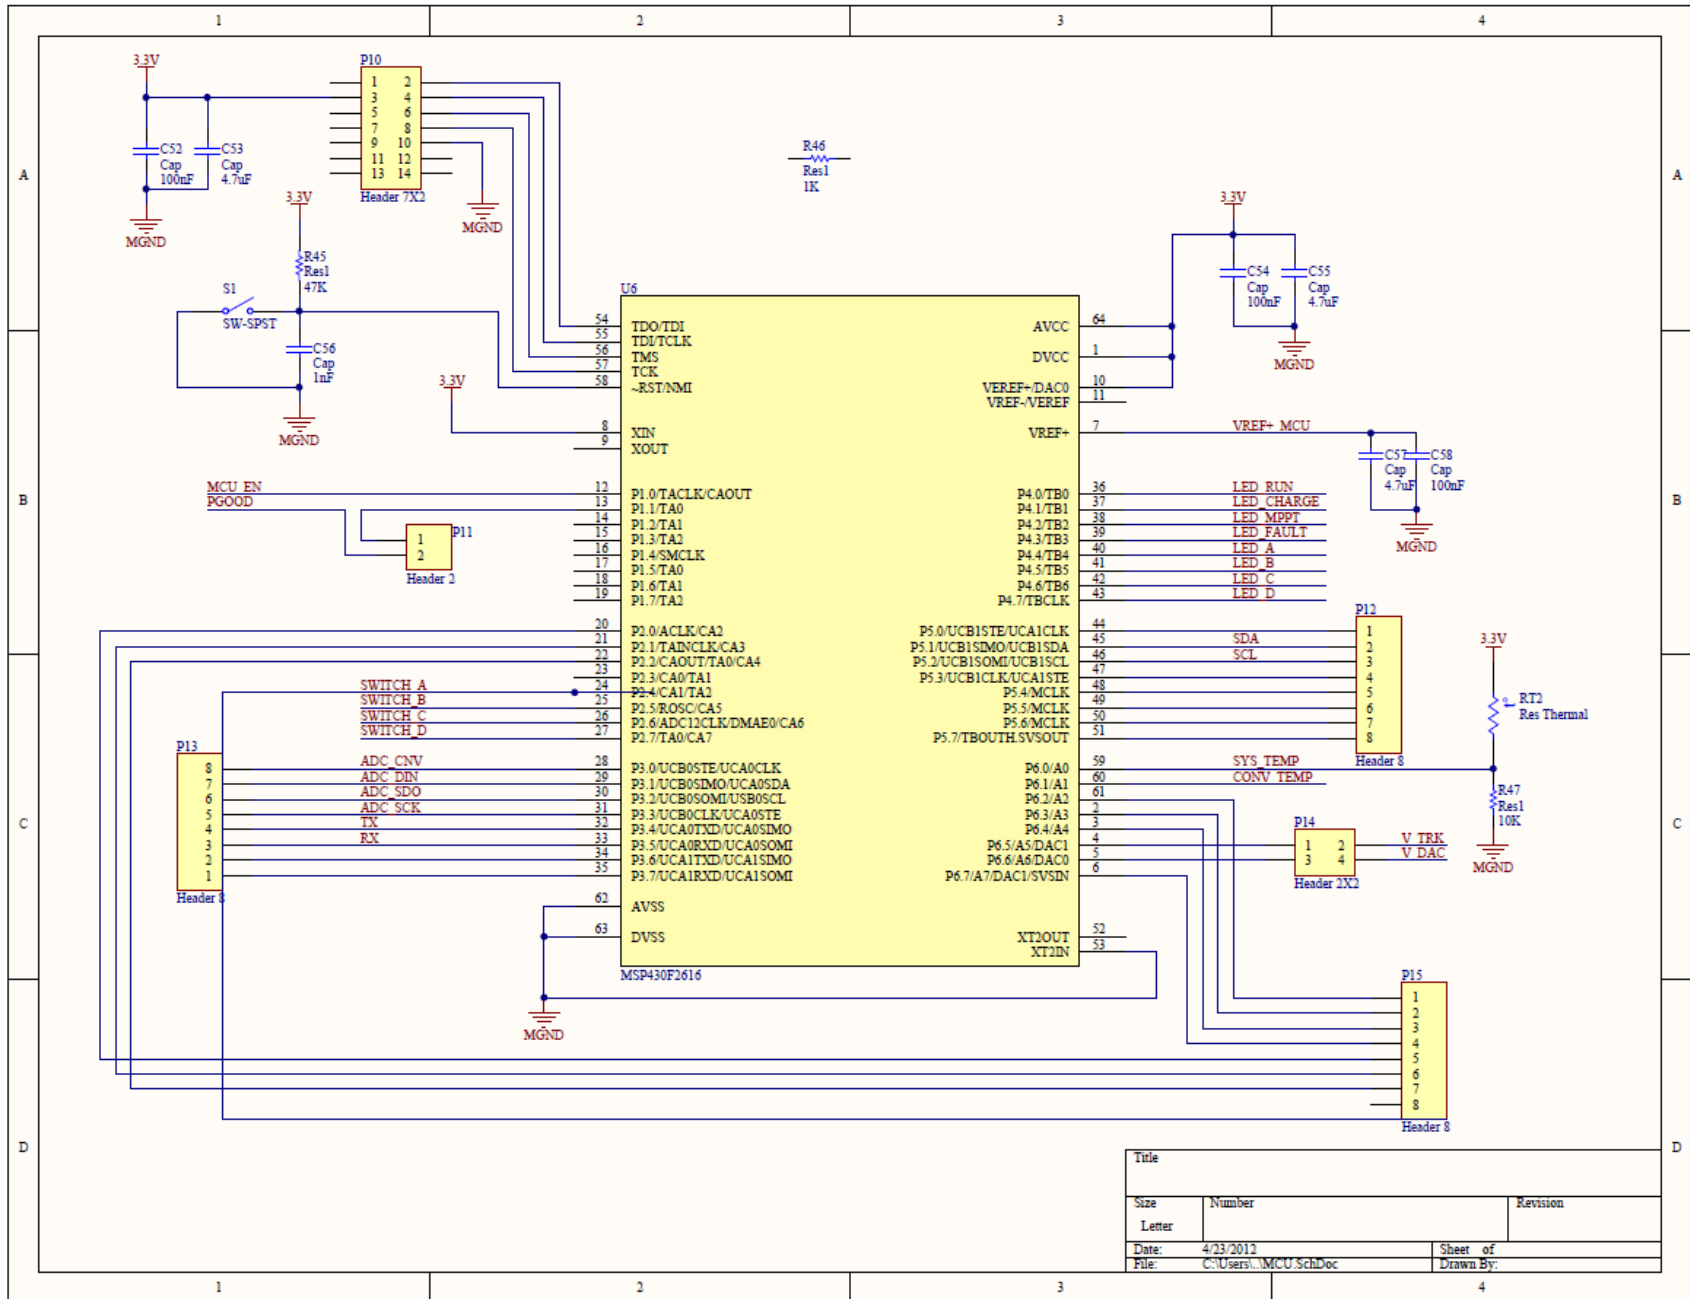 1 2 3 4
A A
B B
C C
D D
1 2 3 4
3.3V
C52
Cap
100nF
C53
Cap
4.7uF
MGND
P10
1 2
3 4
5 6
7 8
9 10
11 12
13 14
Header 7X2
MGND
3.3V
R45
Res1
47K
S1
SW-SPST
C56
Cap
1nF
MGND
R46
Res1
1K
3.3V
C54
Cap
100nF
C55
Cap
4.7uF
MGND
3.3V
U6
54 TDO/TDI
55 TDI/TCLK
56 TMS
57 TCK
58 ~RST/NMI
8 XIN
9 XOUT
MCU_EN 12 P1.0/TACLK/CAOUT
PGOOD 13 P1.1/TA0
14 P1.2/TA1
15 P1.3/TA2
16 P1.4/SMCLK
17 P1.5/TA0
18 P1.6/TA1
19 P1.7/TA2
P11
1
2
Header 2
20 P2.0/ACLK/CA2
21 P2.1/TAINCLK/CA3
22 P2.2/CAOUT/TA0/CA4
23 P2.3/CA0/TA1
SWITCH_A 24 P2.4/CA1/TA2
SWITCH_B 25 P2.5/ROSC/CA5
SWITCH_C 26 P2.6/ADC12CLK/DMAE0/CA6
SWITCH_D 27 P2.7/TA0/CA7
P13
8 ADC_CNV 28 P3.0/UCB0STE/UCA0CLK
7 ADC_DIN 29 P3.1/UCB0SIMO/UCA0SDA
6 ADC_SDO 30 P3.2/UCB0SOMI/USB0SCL
5 ADC_SCK 31 P3.3/UCB0CLK/UCA0STE
4 TX 32 P3.4/UCA0TXD/UCA0SIMO
3 RX 33 P3.5/UCA0RXD/UCA0SOMI
2 34 P3.6/UCA1TXD/UCA1SIMO
1 35 P3.7/UCA1RXD/UCA1SOMI
Header 8
62 AVSS
63 DVSS
MSP430F2616
MGND
AVCC 64
DVCC 1
VEREF+/DAC0 10
VREF-/VEREF 11
VREF+ 7 VREF+_MCU
C57
Cap
4.7uF
C58
Cap
100nF
MGND
P4.0/TB0 36 LED_RUN
P4.1/TB1 37 LED_CHARGE
P4.2/TB2 38 LED_MPPT
P4.3/TB3 39 LED_FAULT
P4.4/TB4 40 LED_A
P4.5/TB5 41 LED_B
P4.6/TB6 42 LED_C
P4.7/TBCLK 43 LED_D
P12
P5.0/UCB1STE/UCA1CLK 44 1
P5.1/UCB1SIMO/UCB1SDA 45 SDA 2
P5.2/UCB1SOMI/UCB1SCL 46 SCL 3
P5.3/UCB1CLK/UCA1STE 47 4
P5.4/MCLK 48 5
P5.5/MCLK 49 6
P5.6/MCLK 50 7
P5.7/TBOUTH.SVSOUT 51 8
Header 8
3.3V
t°
RT2
Res Thermal
R47
Res1
10K
MGND
P6.0/A0 59 SYS_TEMP
P6.1/A1 60 CONV_TEMP
P6.2/A2 61
P6.3/A3 2
P6.4/A4 3
P6.5/A5/DAC1 4
P6.6/A6/DAC0 5
P6.7/A7/DAC1/SVSIN 6
P14
1 2 V_TRK
3 4 V_DAC
Header 2X2
XT2OUT 52
XT2IN 53
P15
1
2
3
4
5
6
7
8
Header 8
Title
Size Number Revision
Letter
Date: 4/23/2012 Sheet of
File: C:\Users\..\MCU.SchDoc Drawn By: